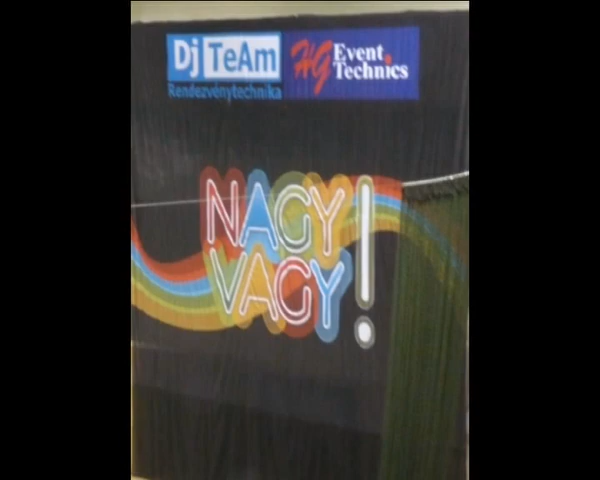 Dj TeAm
Rendezvénytechnika
HG Event
Technics
NAGY
VAGY!